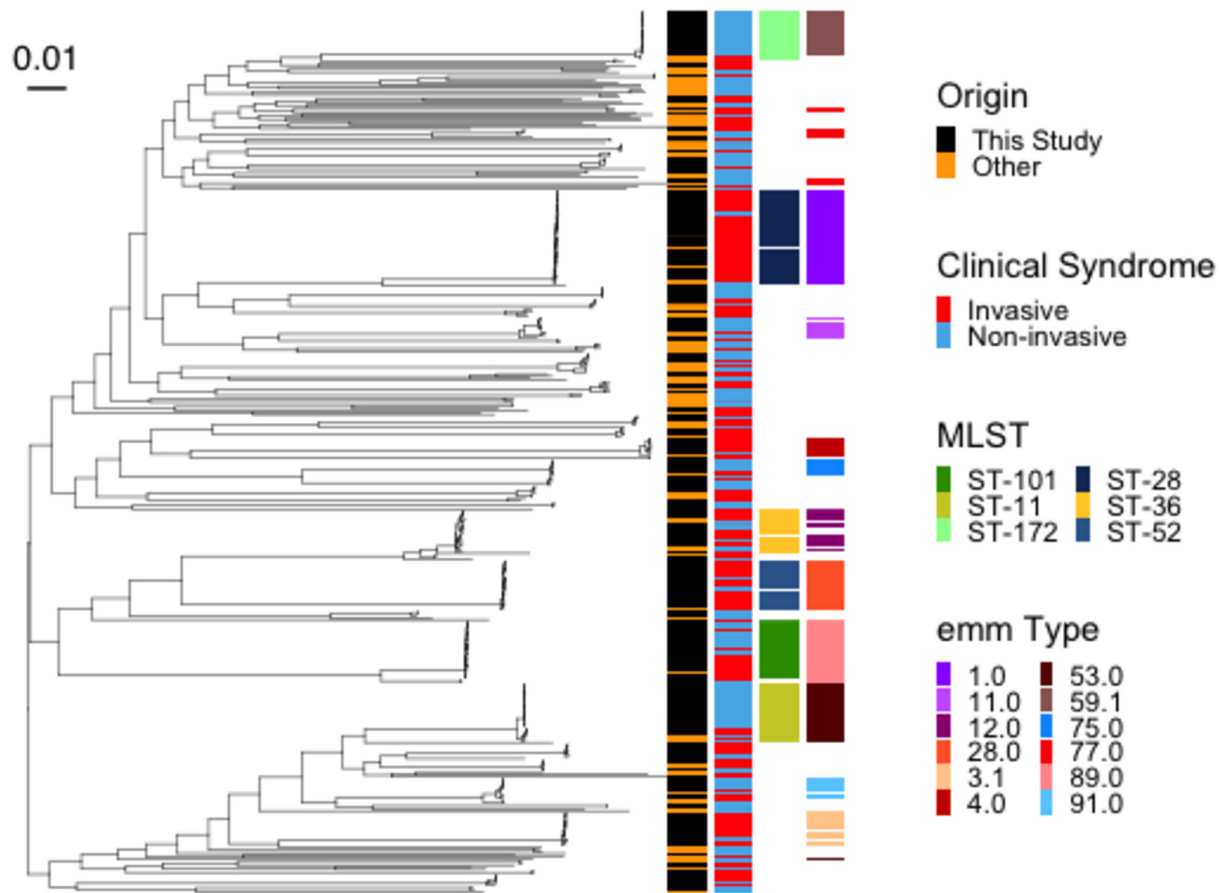 0.01
Origin
This Study
Other
Clinical Syndrome
Invasive
Non-invasive
MLST
ST-101 ST-28
ST-11 ST-36
ST-172 ST-52
emm Type
1.0 53.0
11.0 59.1
12.0 75.0
28.0 77.0
3.1 89.0
4.0 91.0